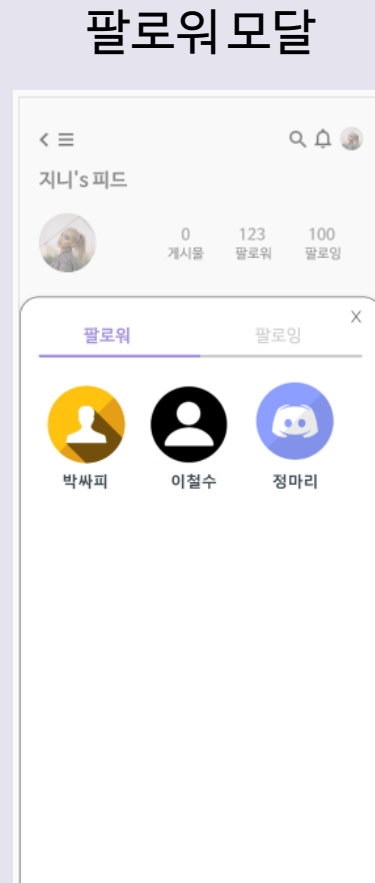 팔로워 모달
지니's 피드
0 123 100
게시물 팔로워 팔로잉
X
팔로워 팔로잉
박싸피 이철수 정마리